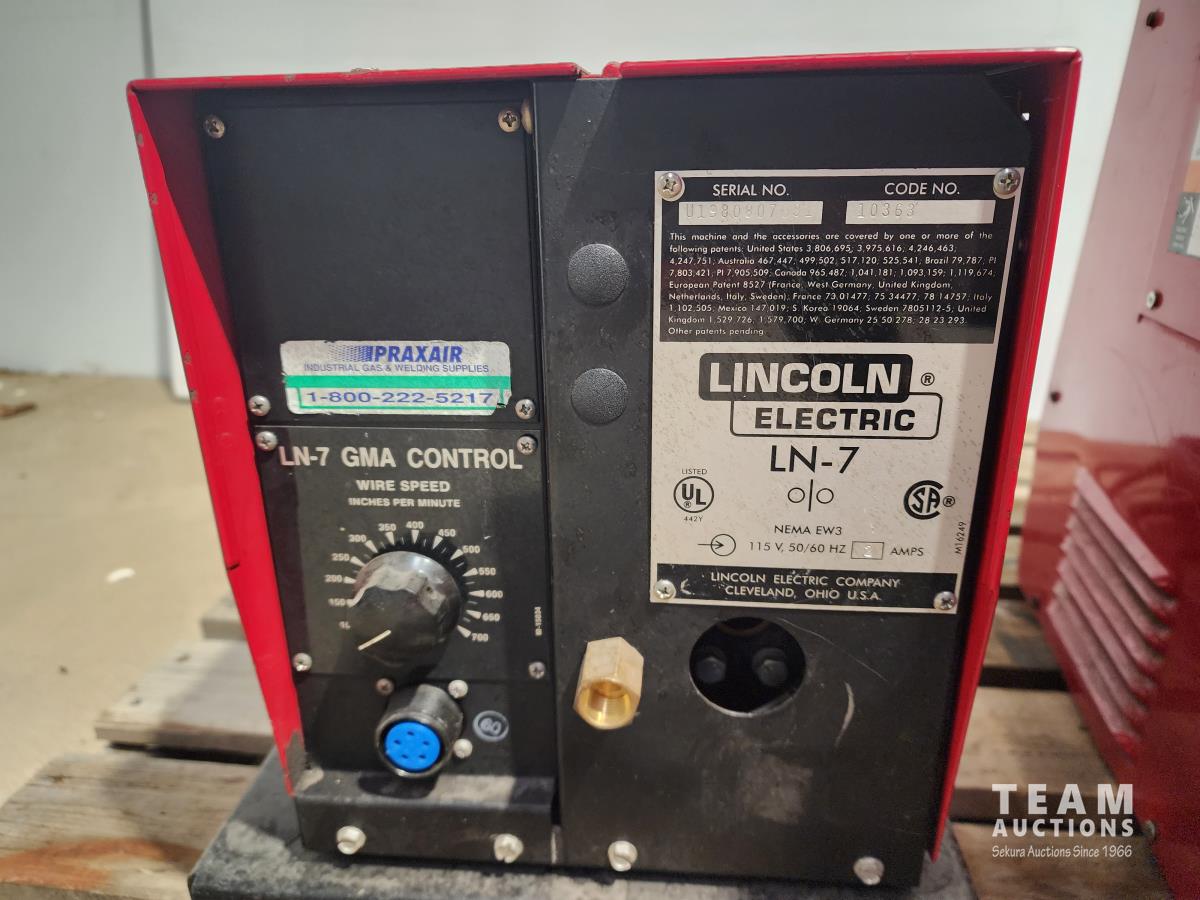 PRAXAIR
INDUSTRIAL GAS & WELDING SUPPLIES
1-800-222-5217
LN-7 GMA CONTROL
WIRE SPEED
INCHES PER MINUTE
150
200
250
300
350
400
450
500
550
600
650
700
60
SERIAL NO. CODE NO.
10363
This machine and the accessories are covered by one or more of the
following patents: United States 3,806,695; 3,975,616; 4,246,463;
4,247,751; Australia 467,447; 499,502; 517,120; 525,541; Brazil 79,787; PI
7,803,421; PI 7,905,509; Canada 965,487; 1,041,181; 1,093,159; 1,119,674;
European Patent 8527 (France, West Germany, United Kingdom,
Netherlands, Italy, Sweden); France 73.01477; 75 34477; 78 14757; Italy
1,102,505; Mexico 147,019; S. Korea 19064; Sweden 7805112-5; United
Kingdom 1,529,726; 1,579,700; W. Germany 25 50 278; 28 23 293.
Other patents pending.
LINCOLN ®
ELECTRIC
LN-7
LISTED
UL ®
442Y
SA ®
NEMA EW3
115 V, 50/60 HZ 2 AMPS
M16249
LINCOLN ELECTRIC COMPANY
CLEVELAND, OHIO U.S.A.
TEAM
AUCTIONS
Sekura Auctions Since 1966